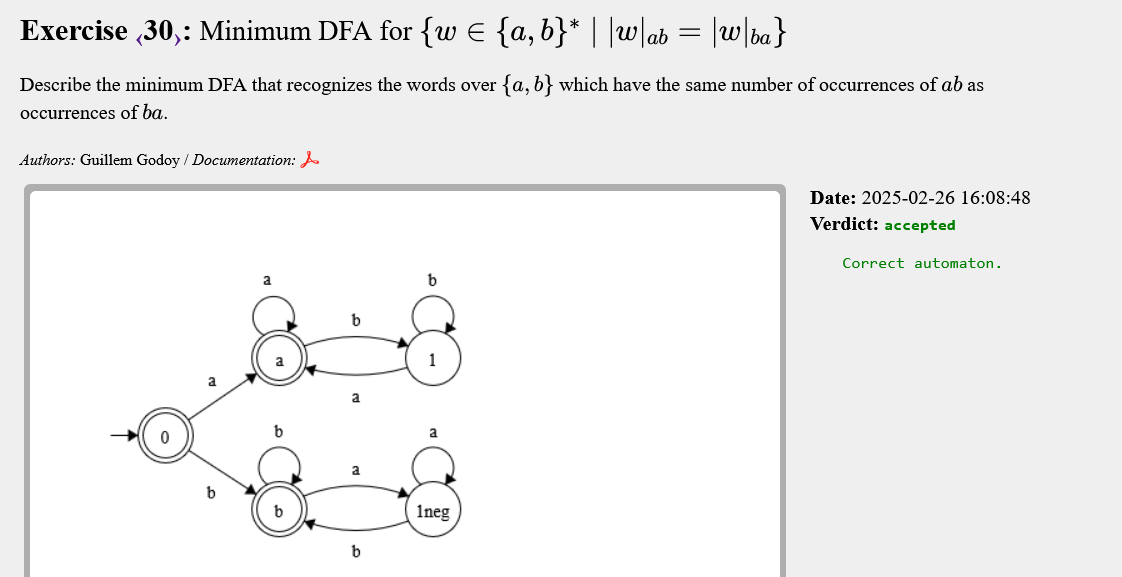 Exercise ‹30›: Minimum DFA for {w ∈ {a, b}* | |w|ab = |w|ba}
Describe the minimum DFA that recognizes the words over {a, b} which have the same number of occurrences of ab as
occurrences of ba.
Authors: Guillem Godoy / Documentation:
Date: 2025-02-26 16:08:48
Verdict: accepted
Correct automaton.
a
b
b
a
1
a
a
0
b
a
a
b
b
1neg
b